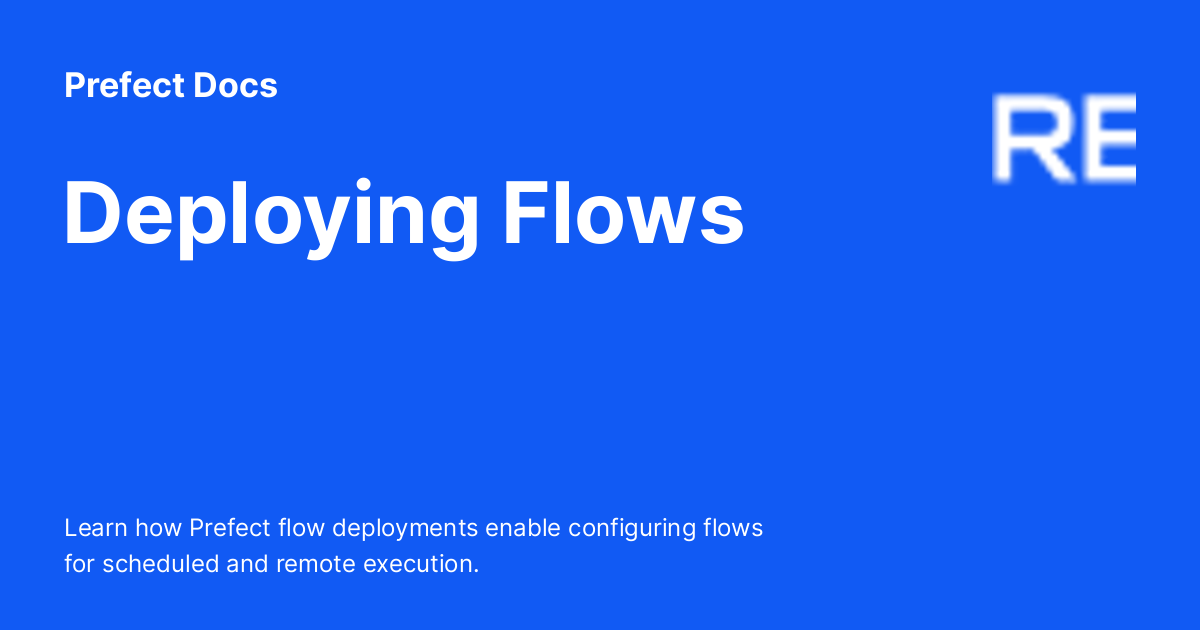 Prefect Docs
RE
Deploying Flows
Learn how Prefect flow deployments enable configuring flows
for scheduled and remote execution.